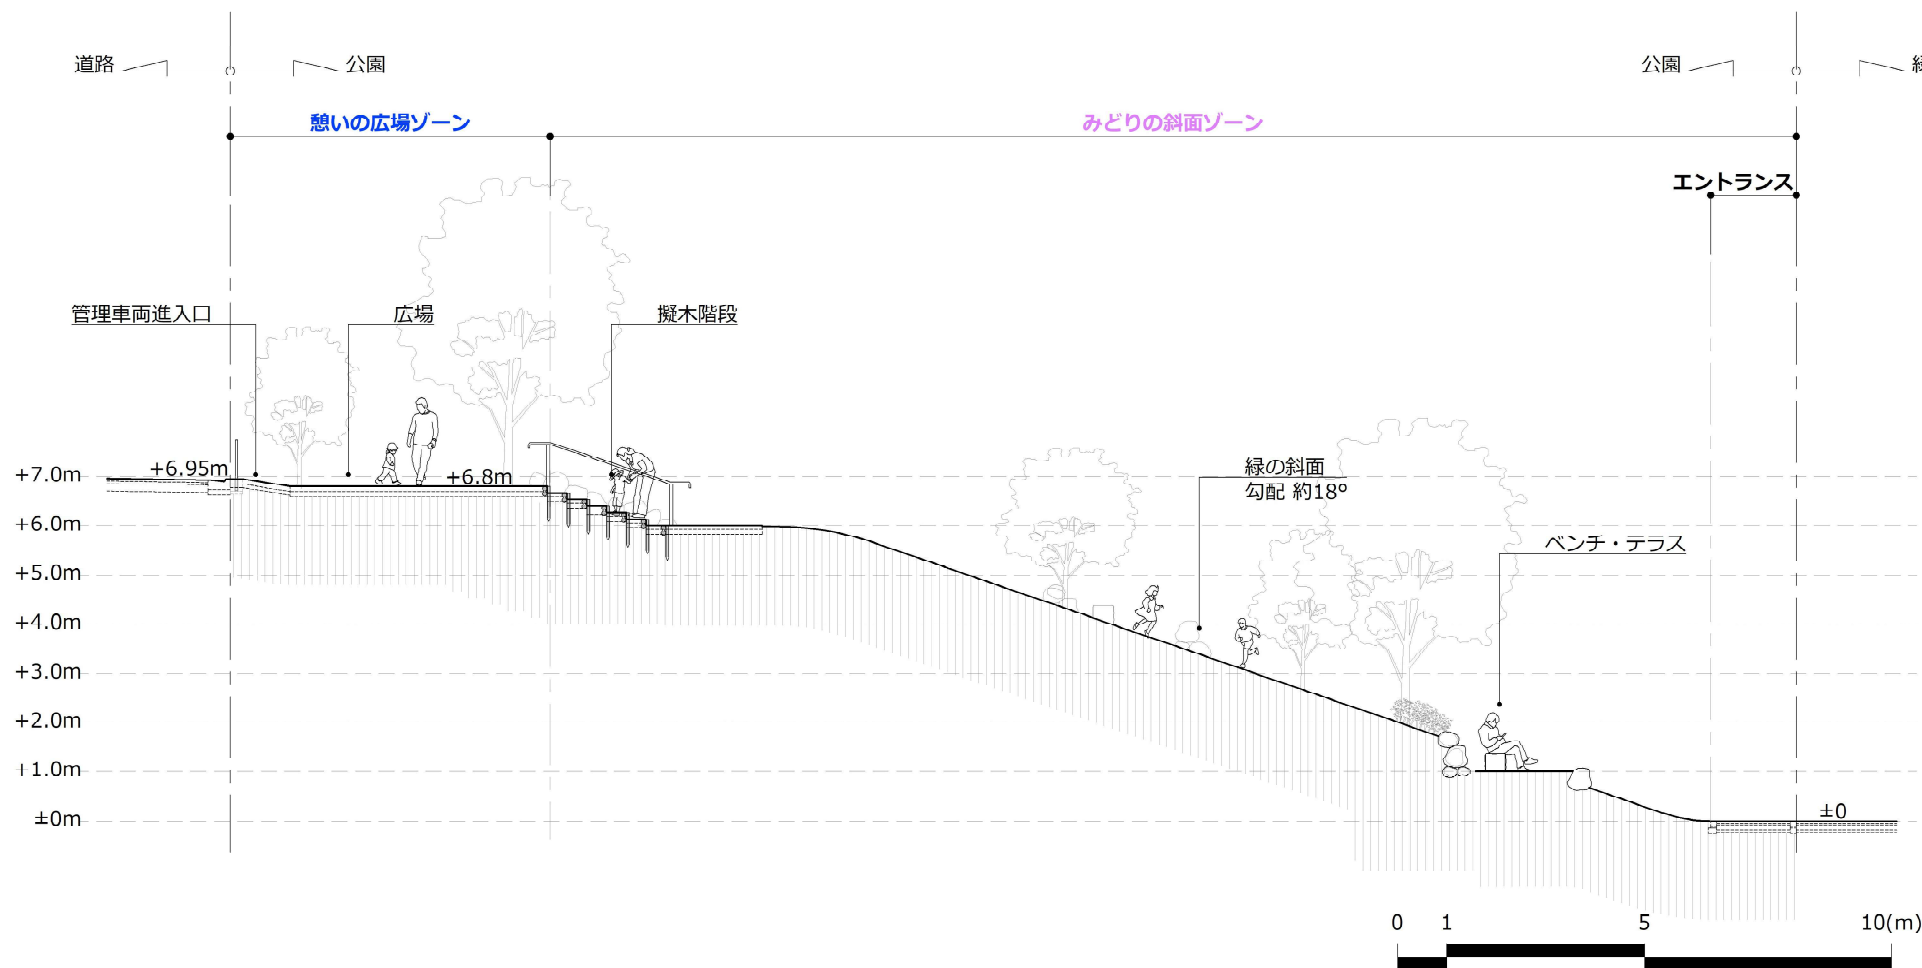 道路
公園
公園
憩いの広場ゾーン
みどりの斜面ゾーン
エントランス
管理車両進入口
広場
擬木階段
緑の斜面
勾配 約18°
ベンチ・テラス
+7.0m
+6.95m
+6.8m
+6.0m
+5.0m
+4.0m
+3.0m
+2.0m
+1.0m
±0m
±0
0 1 5 10(m)